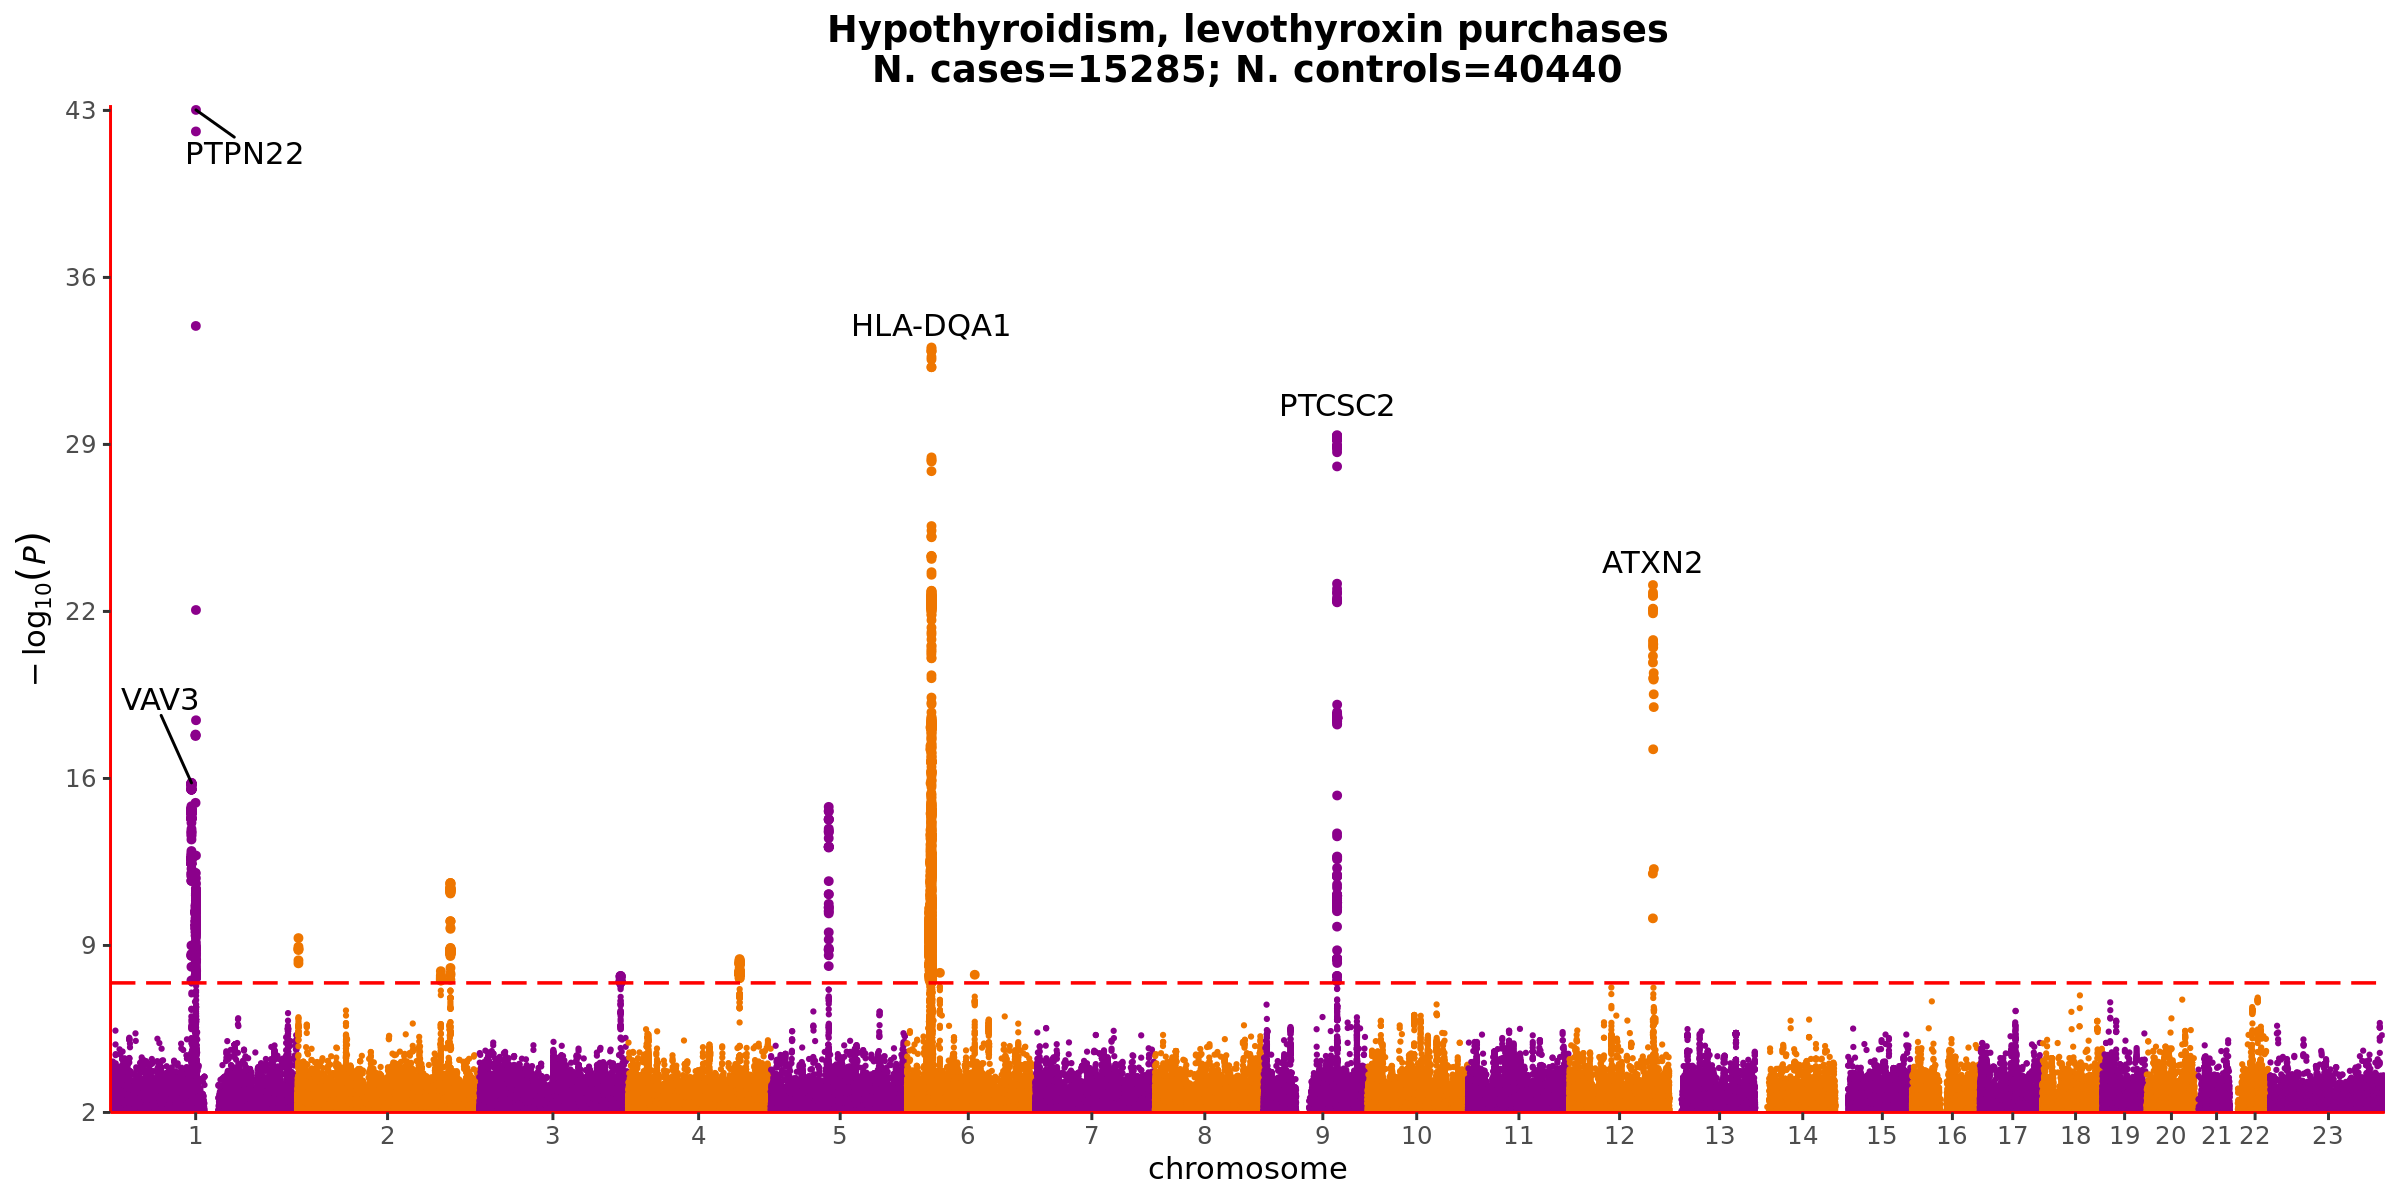 Hypothyroidism, levothyroxin purchases
N. cases=15285; N. controls=40440
43
PTPN22
36
HLA-DQA1
PTCSC2
29
ATXN2
22
VAV3
16
9
2
− log₁₀(P)
1 2 3 4 5 6 7 8 9 10 11 12 13 14 15 16 17 18 19 20 21 22 23
chromosome